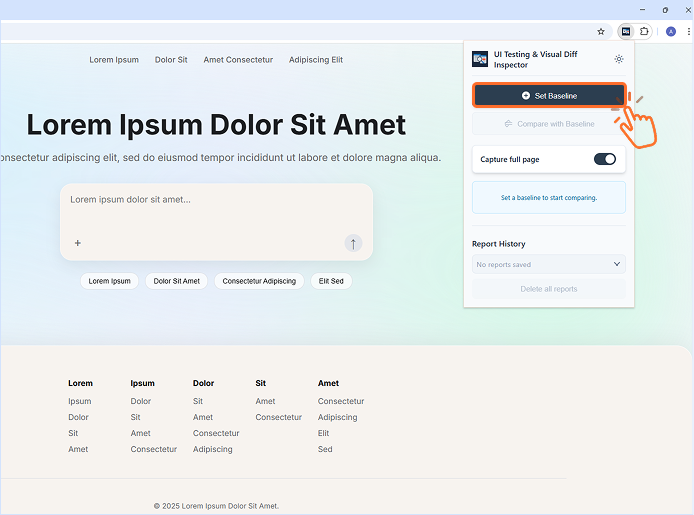 Lorem Ipsum Dolor Sit Amet Consectetur Adipiscing Elit
Lorem Ipsum Dolor Sit Amet
onsectetur adipiscing elit, sed do eiusmod tempor incididunt ut labore et dolore magna aliqua.
Lorem ipsum dolor sit amet...
+
↑
Lorem Ipsum Dolor Sit Amet Consectetur Adipiscing Elit Sed
A
UI Testing & Visual Diff
Inspector
Set Baseline
Compare with Baseline
Capture full page
Set a baseline to start comparing.
Report History
No reports saved
Delete all reports
Lorem Ipsum Dolor Sit Amet
Ipsum Dolor Sit Amet Consectetur
Dolor Sit Amet Consectetur Adipiscing
Sit Amet Consectetur Elit
Amet Consectetur Adipiscing Sed
© 2025 Lorem Ipsum Dolor Sit Amet.